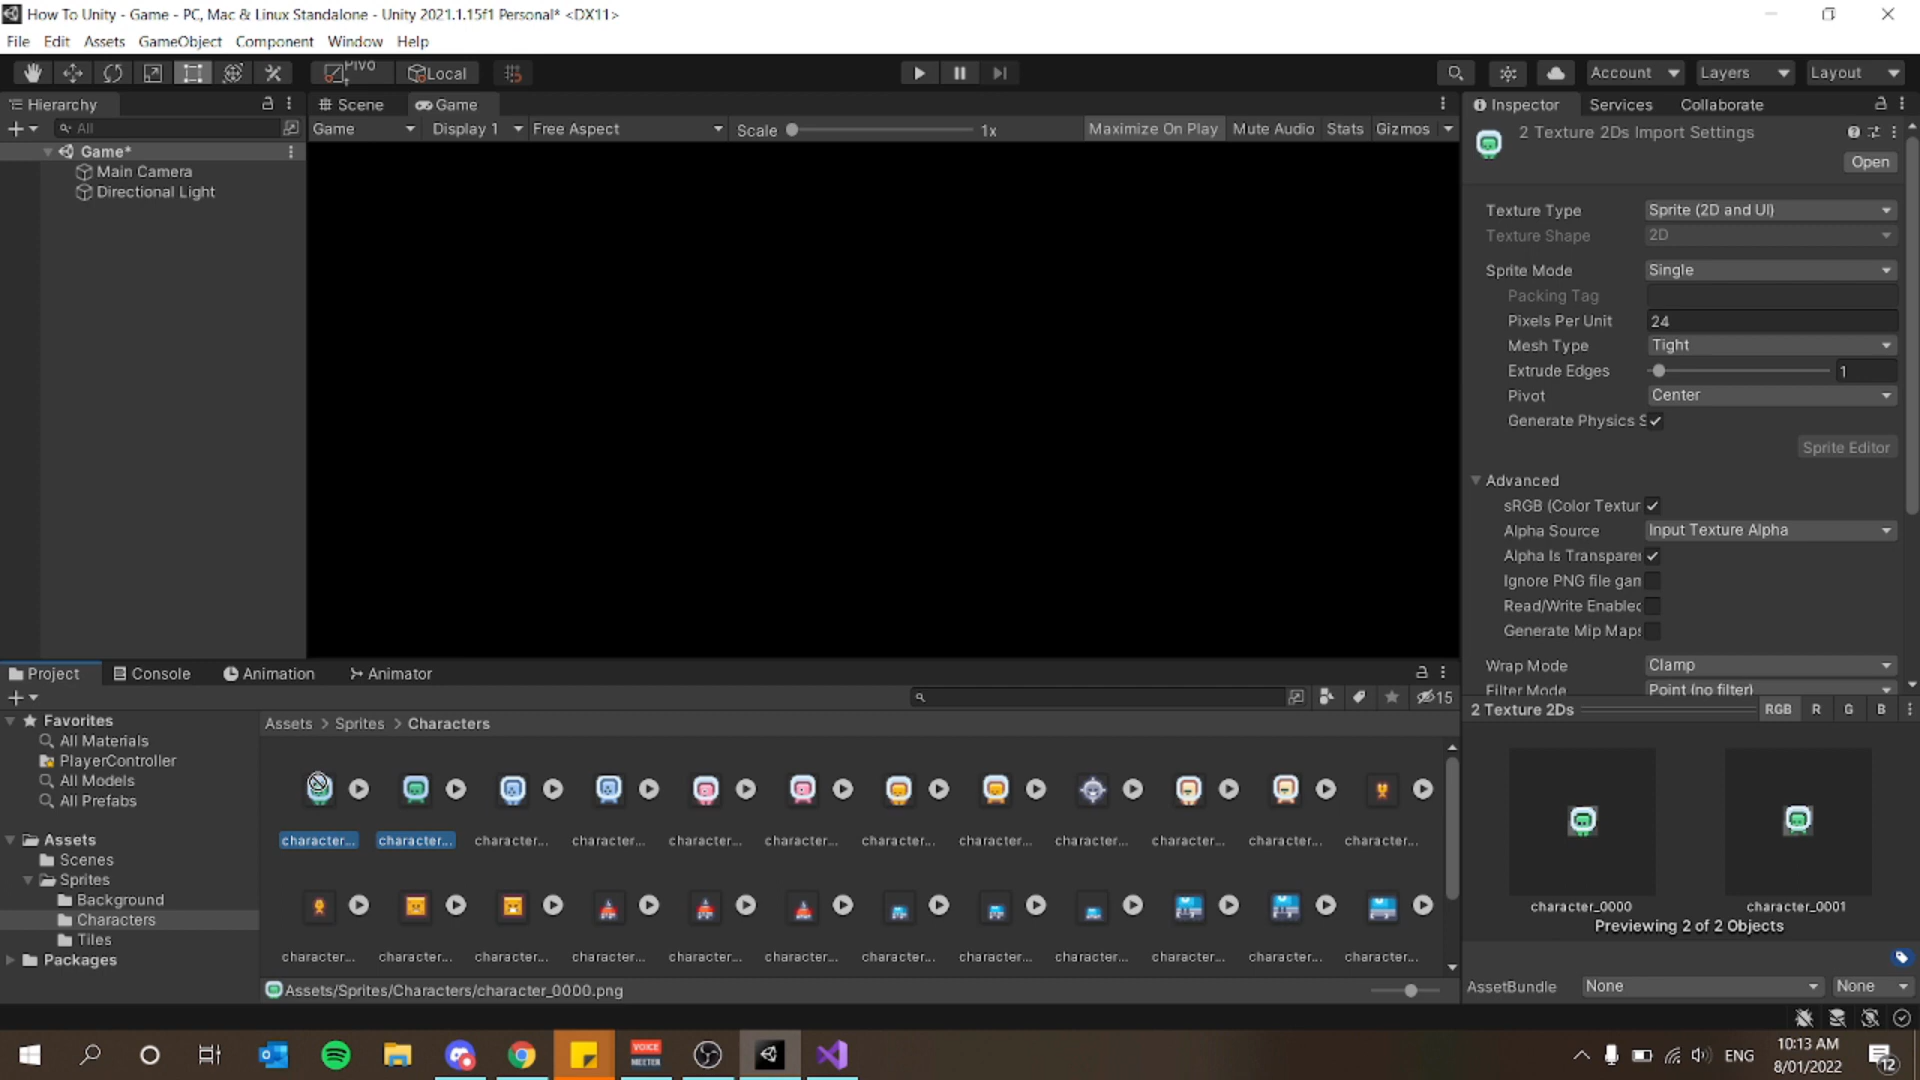 How To Unity - Game - PC, Mac & Linux Standalone - Unity 2021.1.15f1 Personal* <DX11>
File Edit Assets GameObject Component Window Help
Pivo
t Local Account Layers Layout
Hierarchy
All
Game*
Main Camera
Directional Light
Scene Game
Game Display 1 Free Aspect Scale 1x Maximize On Play Mute Audio Stats Gizmos
Inspector Services Collaborate
2 Texture 2Ds Import Settings
Open
Texture Type Sprite (2D and UI)
Texture Shape 2D
Sprite Mode Single
Packing Tag
Pixels Per Unit 24
Mesh Type Tight
Extrude Edges 1
Pivot Center
Generate Physics S
Sprite Editor
Advanced
sRGB (Color Textur
Alpha Source Input Texture Alpha
Alpha Is Transparer
Ignore PNG file gam
Read/Write Enabled
Generate Mip Maps
Wrap Mode Clamp
Filter Mode Point (no filter)
2 Texture 2Ds RGB R G B
character_0000 character_0001
Previewing 2 of 2 Objects
AssetBundle None None
Project Console Animation Animator
15
Favorites
All Materials
PlayerController
All Models
All Prefabs
Assets
Scenes
Sprites
Background
Characters
Tiles
Packages
Assets > Sprites > Characters
character... character... character... character... character... character... character... character... character... character... character... character...
character... character... character... character... character... character... character... character... character... character... character... character...
Assets/Sprites/Characters/character_0000.png
VOICE
MEETER
ENG
10:13 AM
8/01/2022
12